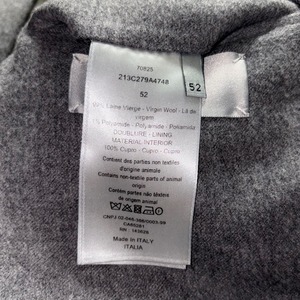 70825
213C279A4748
52
52
Laine Vierge - Virgin Wool - Lã de
virgem
1% Polyamide - Polyamide - Poliamida
DOUBLURE - LINING
MATERIAL INTERIOR
100% Cupro - Cupro - Cupro
Contient des parties non textiles
d'origine animale
Contains non-textile parts of animal
origin
Contém partes não têxteis
de origem animal
Made in ITALY
ITALIA